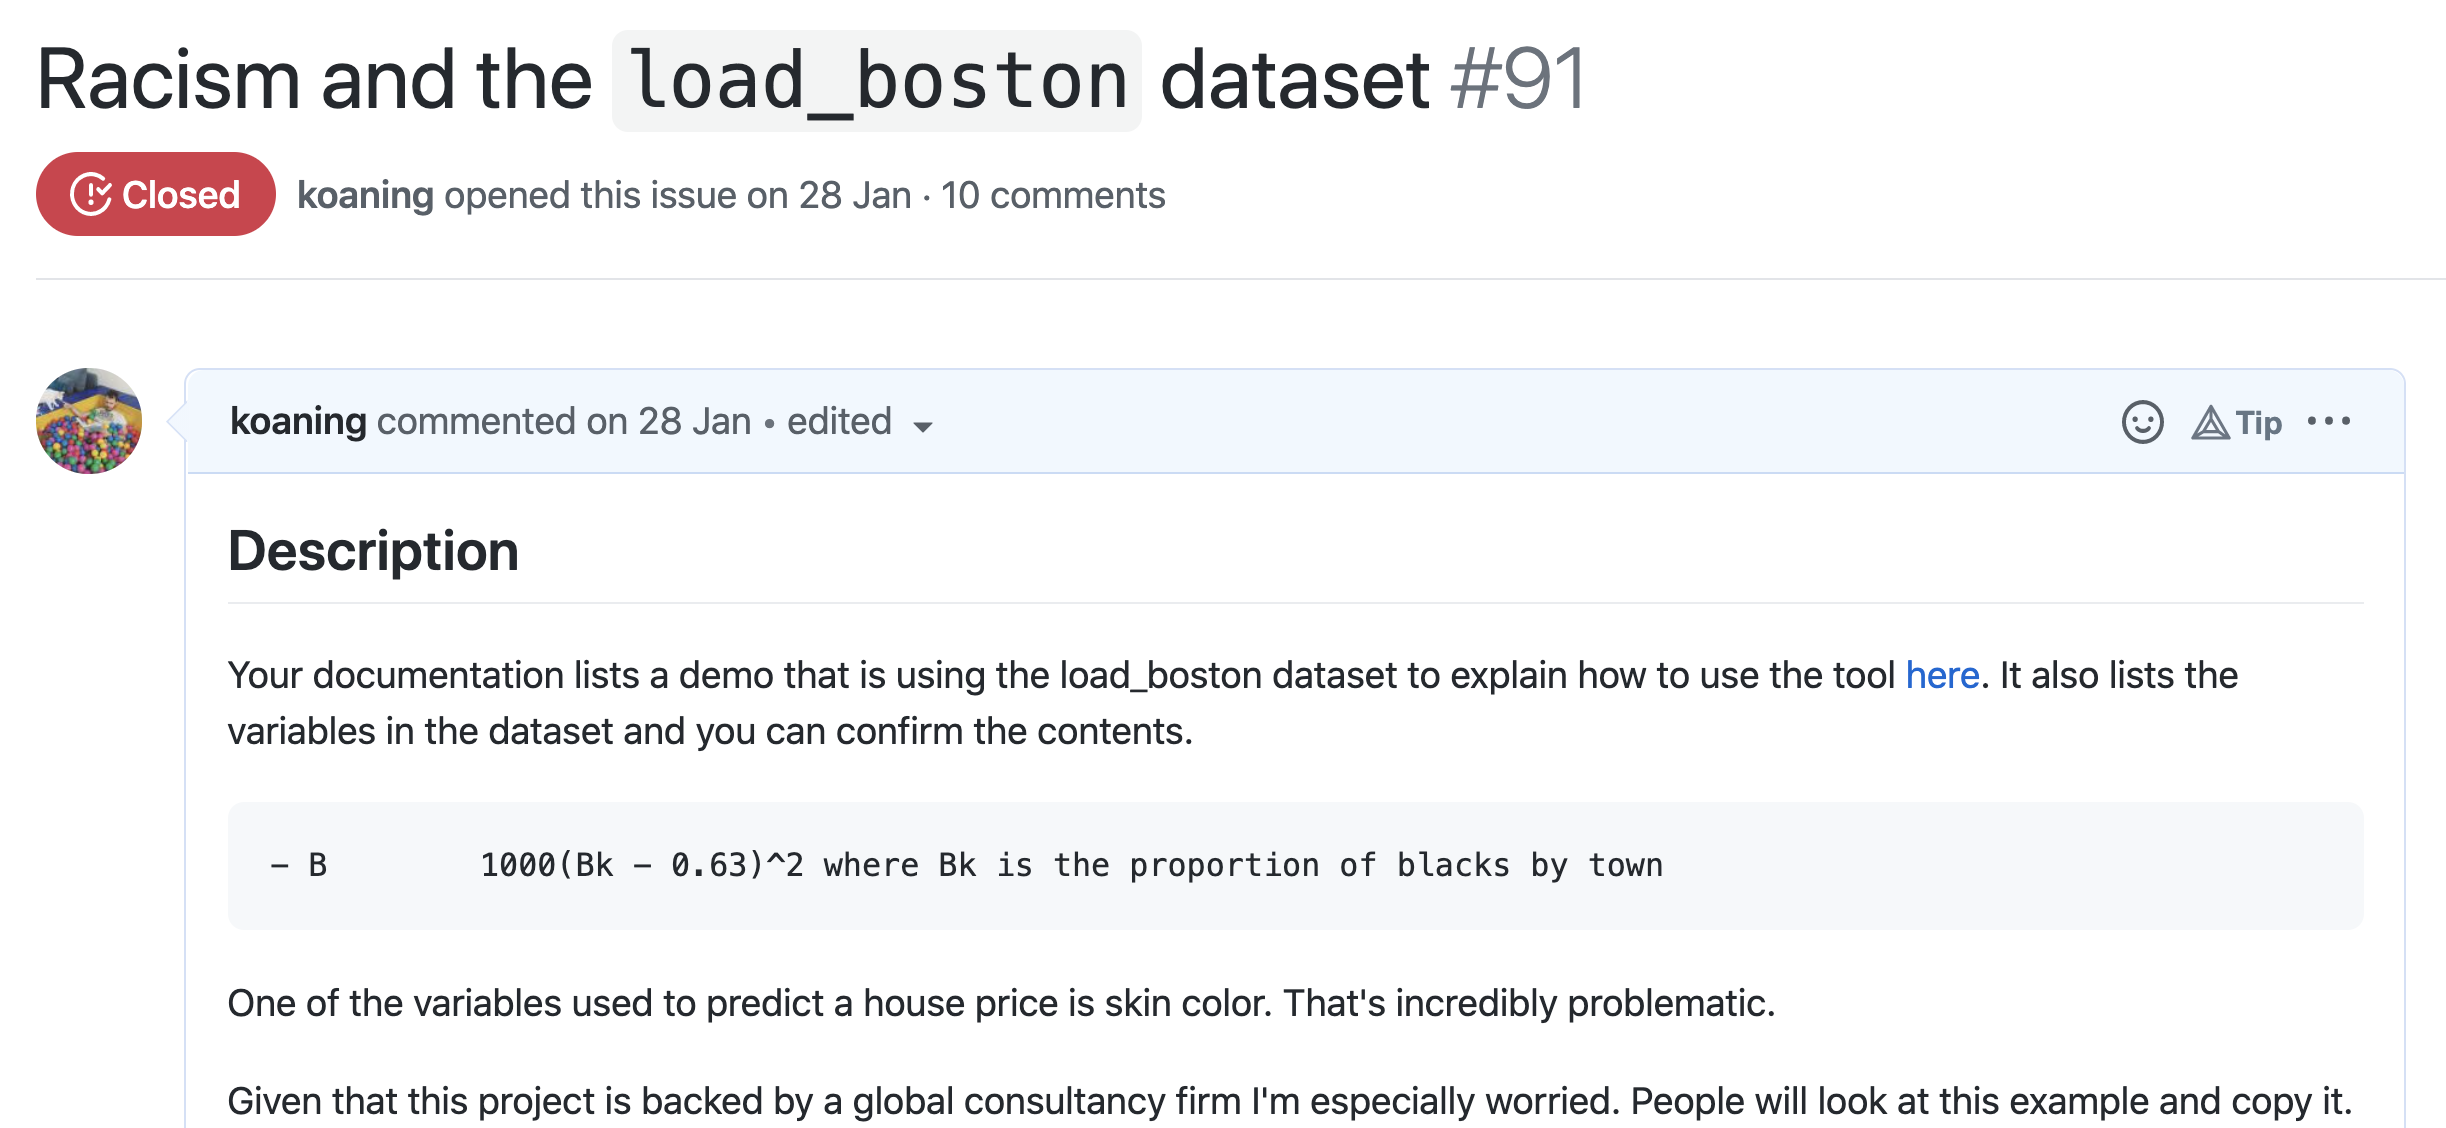 Racism and the load_boston dataset #91
Closed koaning opened this issue on 28 Jan · 10 comments
koaning commented on 28 Jan • edited
Tip
Description
Your documentation lists a demo that is using the load_boston dataset to explain how to use the tool here. It also lists the
variables in the dataset and you can confirm the contents.
– B 1000(Bk – 0.63)^2 where Bk is the proportion of blacks by town
One of the variables used to predict a house price is skin color. That's incredibly problematic.
Given that this project is backed by a global consultancy firm I'm especially worried. People will look at this example and copy it.